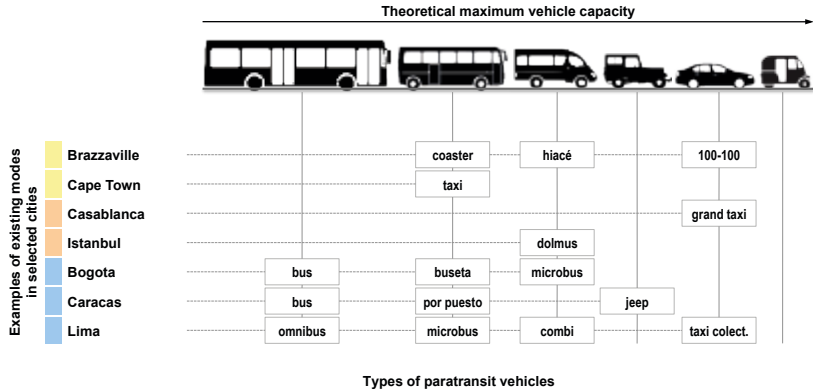 Theoretical maximum vehicle capacity
Examples of existing modes
in selected cities
Brazzaville coaster hiacé 100-100
Cape Town taxi
Casablanca grand taxi
Istanbul dolmus
Bogota bus buseta microbus
Caracas bus por puesto jeep
Lima omnibus microbus combi taxi colect.
Types of paratransit vehicles